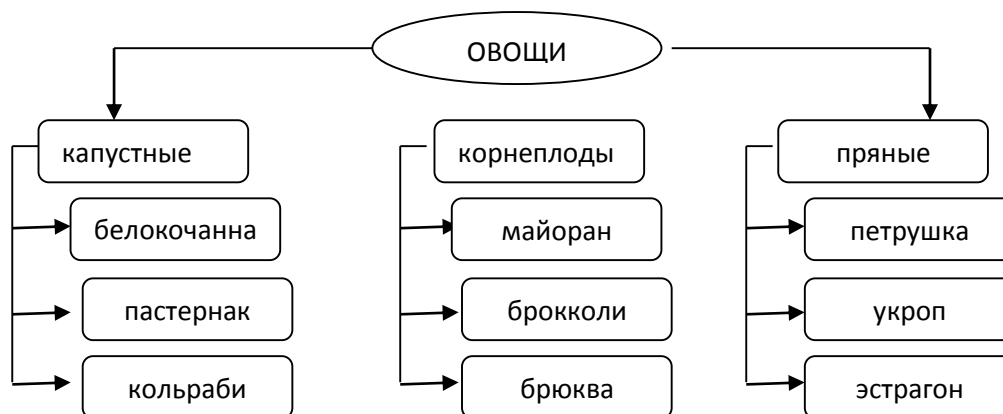 ОВОЩИ
капустные
белокочанна
пастернак
кольраби
корнеплоды
майоран
брокколи
брюква
пряные
петрушка
укроп
эстрагон